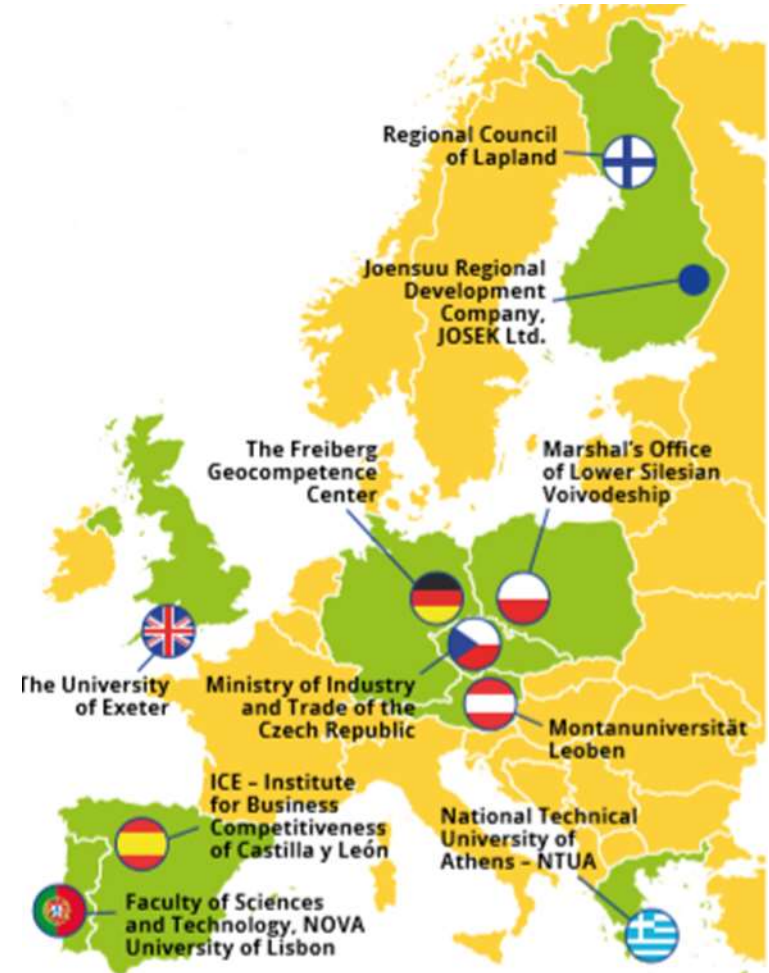 Regional Council
of Lapland
Joensuu Regional
Development
Company,
JOSEK Ltd.
The Freiberg
Geocompetence
Center
Marshal's Office
of Lower Silesian
Voivodeship
The University
of Exeter
Ministry of Industry
and Trade of the
Czech Republic
Montanuniversität
Leoben
ICE – Institute
for Business
Competitiveness
of Castilla y León
National Technical
University of
Athens – NTUA
Faculty of Sciences
and Technology, NOVA
University of Lisbon